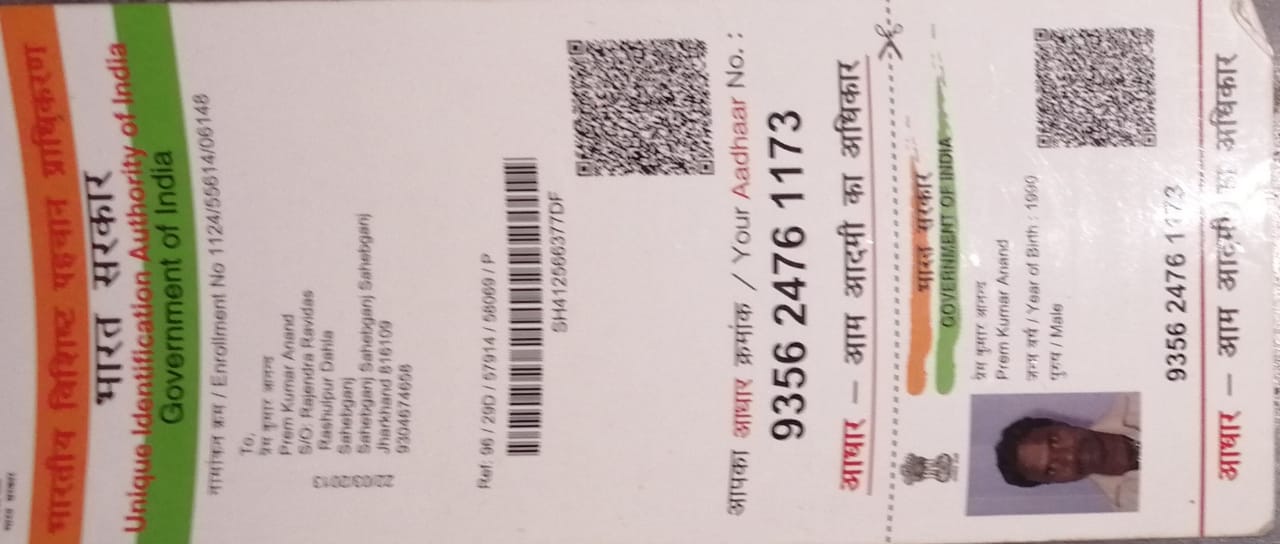 भारतीय विशिष्ट पहचान प्राधिकरण
भारत सरकार
Unique Identification Authority of India
Government of India
नामांकन क्रम / Enrollment No 1124/55614/06148
To,
प्रेम कुमार आनन्द
Prem Kumar Anand
S/O: Rajendra Ravidas
Rashulpur Dahla
Sahebganj
Sahebganj Sahebganj Sahebganj
Jharkhand 816109
9304674658
22/03/2013
Ref: 96 / 29D / 57914 / 58069 / P
SH412566377DF
आपका आधार क्रमांक / Your Aadhaar No. :
9356 2476 1173
आधार – आम आदमी का अधिकार
भारत सरकार
GOVERNMENT OF INDIA
प्रेम कुमार आनन्द
Prem Kumar Anand
जन्म वर्ष / Year of Birth : 1990
पुरुष / Male
9356 2476 1173
आधार – आम आदमी का अधिकार